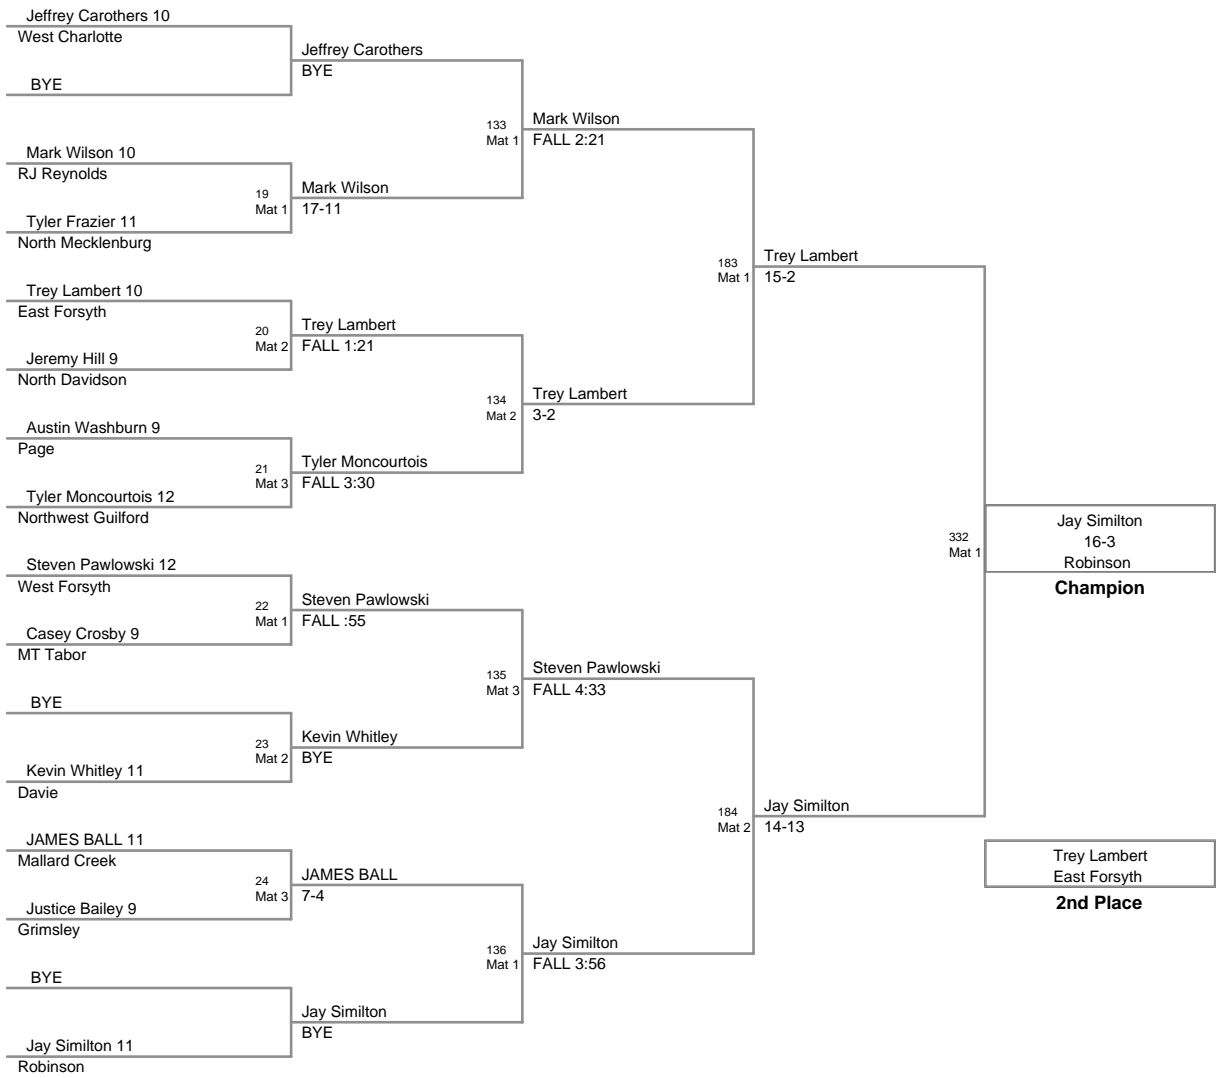 Jeffrey Carothers 10
West Charlotte
BYE
Mark Wilson 10
RJ Reynolds
Tyler Frazier 11
North Mecklenburg
Trey Lambert 10
East Forsyth
Jeremy Hill 9
North Davidson
Austin Washburn 9
Page
Tyler Moncourtois 12
Northwest Guilford
Steven Pawlowski 12
West Forsyth
Casey Crosby 9
MT Tabor
BYE
Kevin Whitley 11
Davie
JAMES BALL 11
Mallard Creek
Justice Bailey 9
Grimsley
BYE
Jay Similton 11
Robinson
Jeffrey Carothers
BYE
19
Mat 1
Mark Wilson
17-11
20
Mat 2
Trey Lambert
FALL 1:21
21
Mat 3
Tyler Moncourtois
FALL 3:30
22
Mat 1
Steven Pawlowski
FALL :55
23
Mat 2
Kevin Whitley
BYE
24
Mat 3
JAMES BALL
7-4
Jay Similton
BYE
133
Mat 1
Mark Wilson
FALL 2:21
134
Mat 2
Trey Lambert
3-2
135
Mat 3
Steven Pawlowski
FALL 4:33
136
Mat 1
Jay Similton
FALL 3:56
183
Mat 1
Trey Lambert
15-2
184
Mat 2
Jay Similton
14-13
332
Mat 1
Jay Similton
16-3
Robinson
Champion
Trey Lambert
East Forsyth
2nd Place